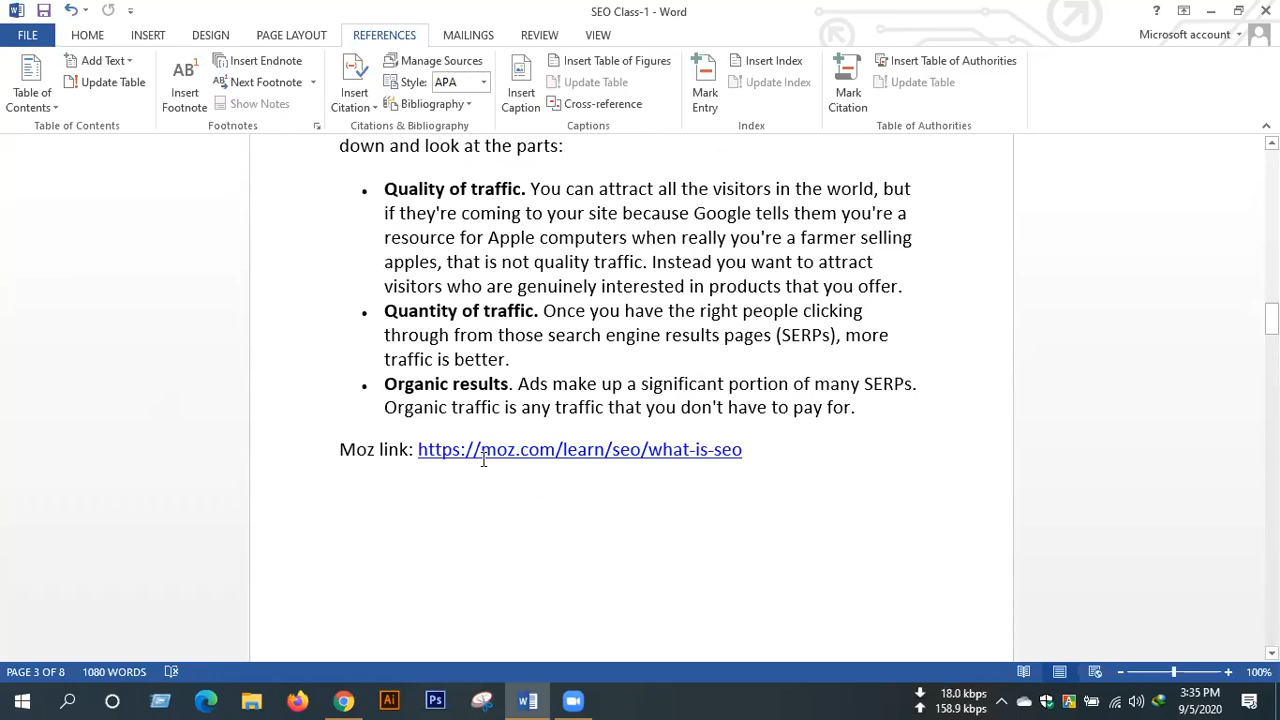 SEO Class-1 - Word
FILE HOME INSERT DESIGN PAGE LAYOUT REFERENCES MAILINGS REVIEW VIEW Microsoft account
Table of Contents
Add Text
Update Table
Table of Contents
AB¹ Insert Footnote
Insert Endnote
AB Next Footnote
Show Notes
Footnotes
Insert Citation
Manage Sources
Style: APA
Bibliography
Citations & Bibliography
Insert Caption
Insert Table of Figures
Update Table
Cross-reference
Captions
Mark Entry
Insert Index
Update Index
Index
Mark Citation
Insert Table of Authorities
Update Table
Table of Authorities
down and look at the parts:
• Quality of traffic. You can attract all the visitors in the world, but
if they're coming to your site because Google tells them you're a
resource for Apple computers when really you're a farmer selling
apples, that is not quality traffic. Instead you want to attract
visitors who are genuinely interested in products that you offer.
• Quantity of traffic. Once you have the right people clicking
through from those search engine results pages (SERPs), more
traffic is better.
• Organic results. Ads make up a significant portion of many SERPs.
Organic traffic is any traffic that you don't have to pay for.
Moz link: https://moz.com/learn/seo/what-is-seo
PAGE 3 OF 8 1080 WORDS 100%
Ai Ps
18.0 kbps
158.9 kbps
3:35 PM
9/5/2020